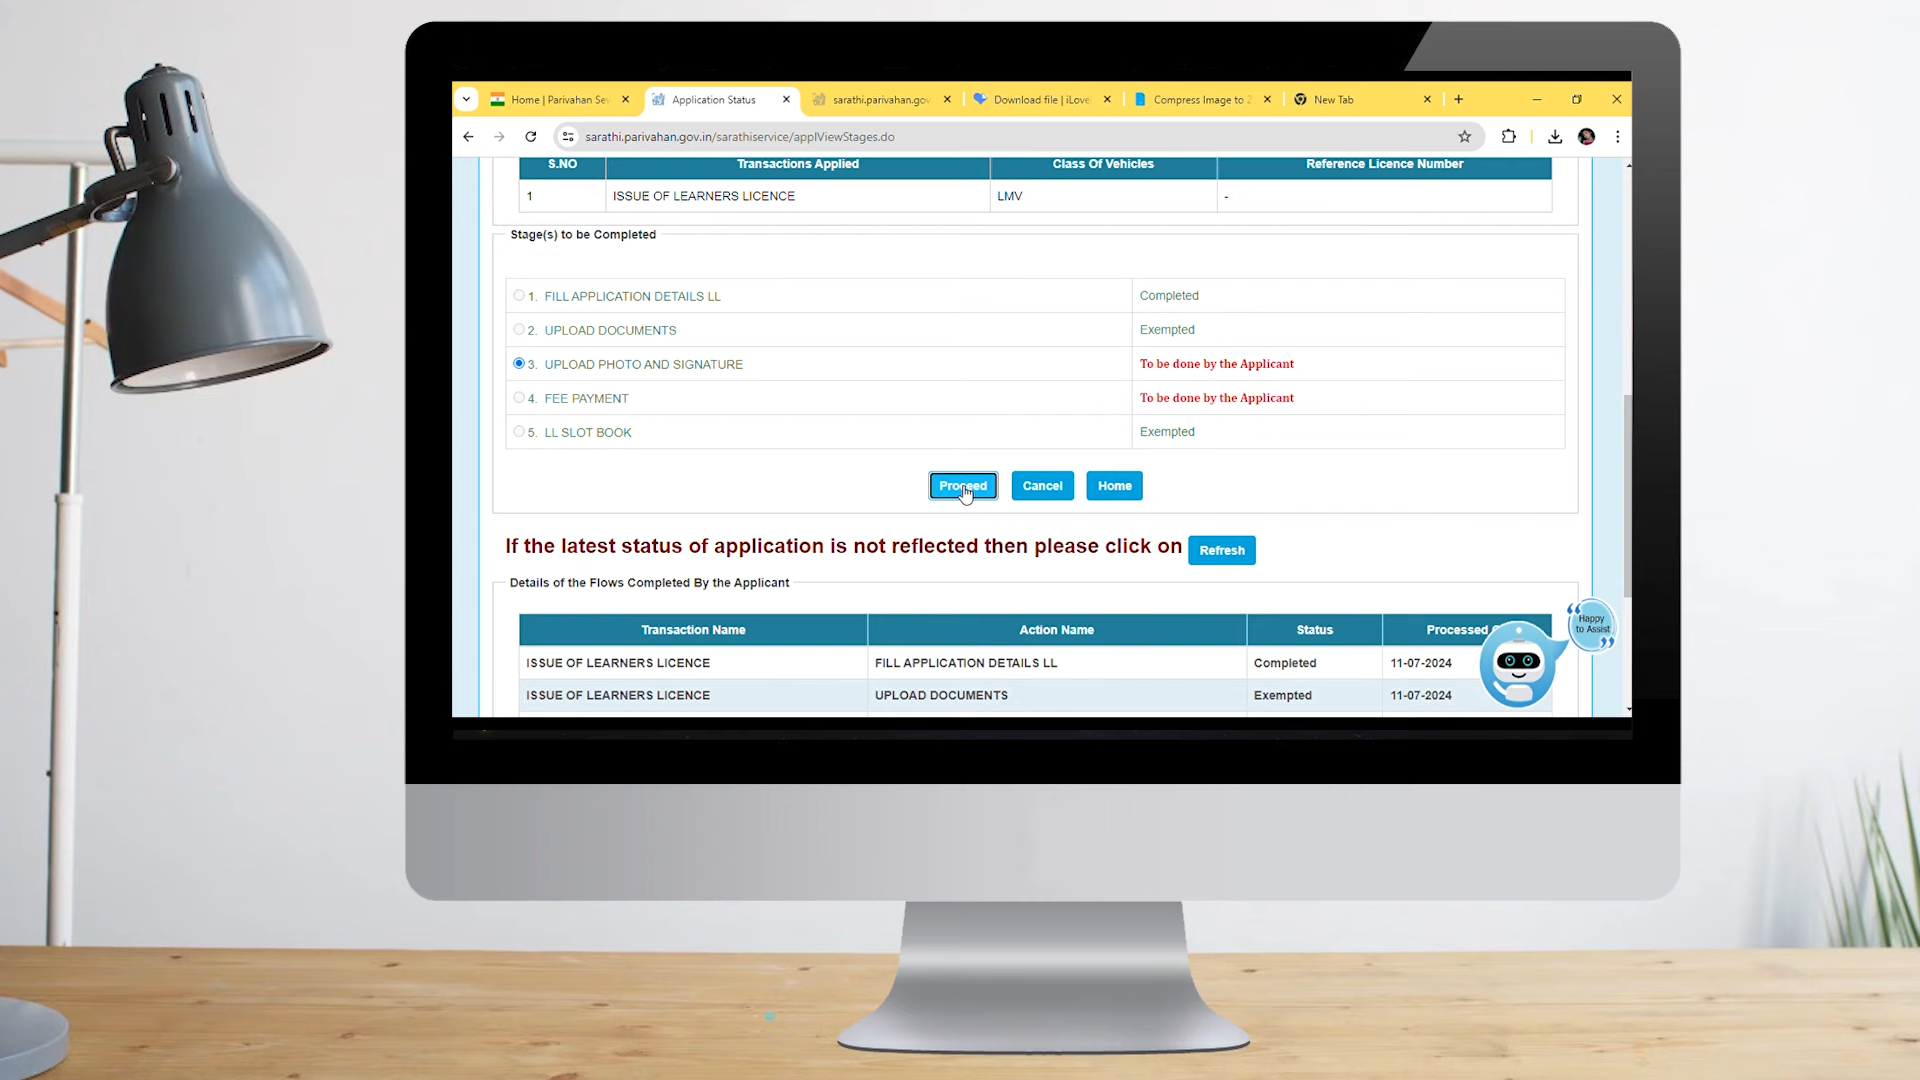 Home | Parivahan Se
Application Status
sarathi.parivahan.gov
Download file | iLove
Compress Image to 2
New Tab
sarathi.parivahan.gov.in/sarathiservice/applViewStages.do
S.NO Transactions Applied Class Of Vehicles Reference Licence Number
1 ISSUE OF LEARNERS LICENCE LMV -
Stage(s) to be Completed
1. FILL APPLICATION DETAILS LL Completed
2. UPLOAD DOCUMENTS Exempted
3. UPLOAD PHOTO AND SIGNATURE To be done by the Applicant
4. FEE PAYMENT To be done by the Applicant
5. LL SLOT BOOK Exempted
Proceed Cancel Home
If the latest status of application is not reflected then please click on Refresh
Details of the Flows Completed By the Applicant
Transaction Name Action Name Status Processed
ISSUE OF LEARNERS LICENCE FILL APPLICATION DETAILS LL Completed 11-07-2024
ISSUE OF LEARNERS LICENCE UPLOAD DOCUMENTS Exempted 11-07-2024
Happy
to Assist